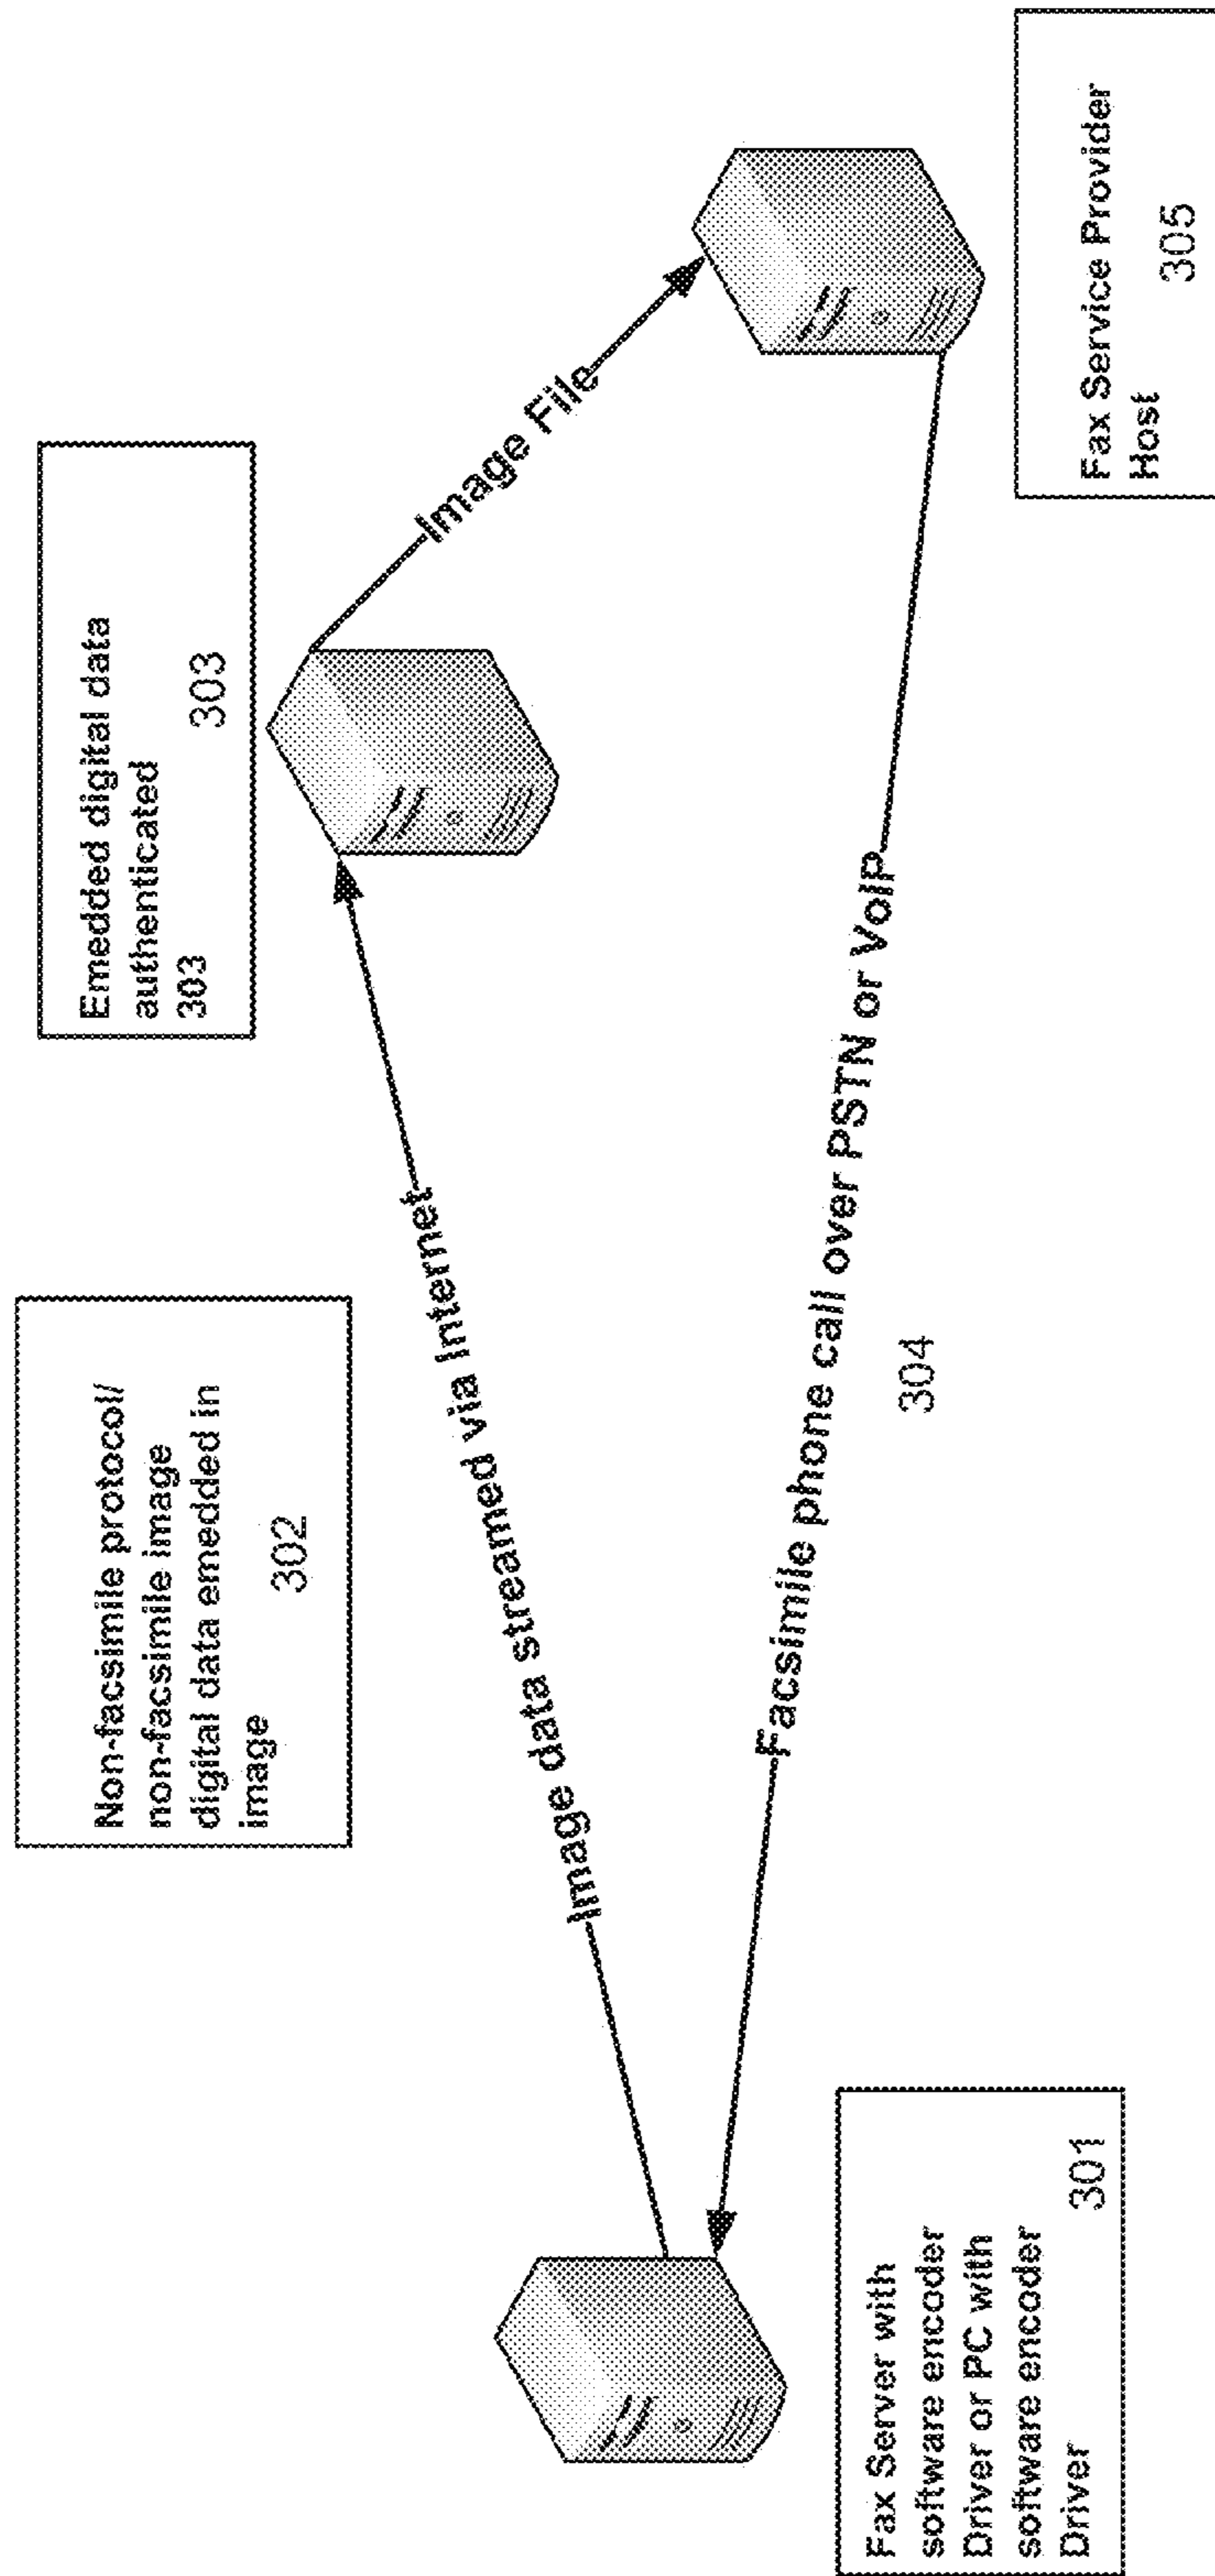 Non-facsimile protocol/
non-facsimile image
digital data emedded in
image
302
Emedded digital data
authenticated
303
303
Image data streamed via Internet
Image File
Facsimile phone call over PSTN or VoIP
304
Fax Server with
software encoder
Driver or PC with
software encoder
Driver
301
Fax Service Provider
Host
305